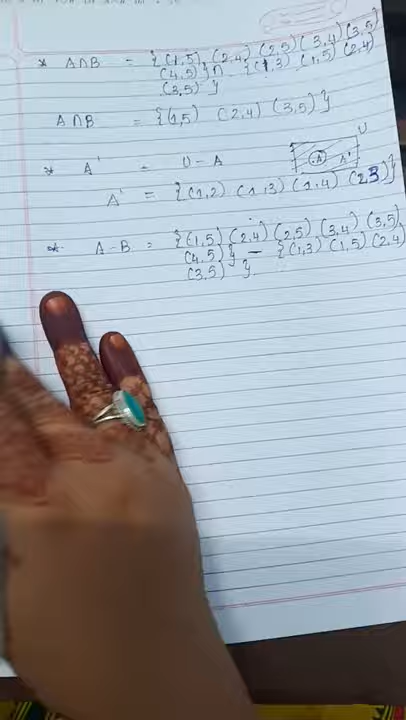 * A∩B = {(1,5), (2,4) (2,5) (3,4) (3,5)
(4,5)} ∩ {(1,3) (1,5) (2,4)
(3,5) }
A∩B = {(1,5) (2,4) (3,5)}
* A' = U - A
U
A A'
A' = {(1,2) (1,3) (1,4) (2,3)}
* A-B = {(1,5) (2,4) (2,5) (3,4) (3,5)
(4,5) } - {(1,3) (1,5) (2,4)
(3,5) }